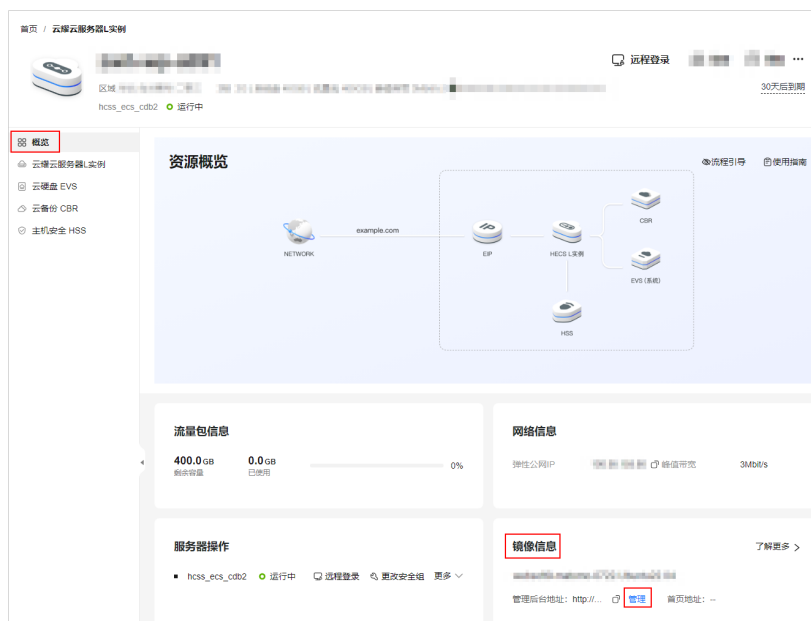 首页 / 云耀云服务器L实例
远程登录
区域
30天后到期
hcss_ecs_cdb2 运行中
概览
云耀云服务器L实例
云硬盘 EVS
云备份 CBR
主机安全 HSS
资源概览
流程引导 使用指南
CBR
example.com
NETWORK
EIP
HECS L实例
EVS (系统)
HSS
流量包信息
400.0 GB 0.0 GB 0%
剩余容量 已使用
网络信息
弹性公网IP 峰值带宽 3Mbit/s
服务器操作
hcss_ecs_cdb2 运行中 远程登录 更改安全组 更多
镜像信息 了解更多
管理后台地址: http://... 管理 首页地址: --